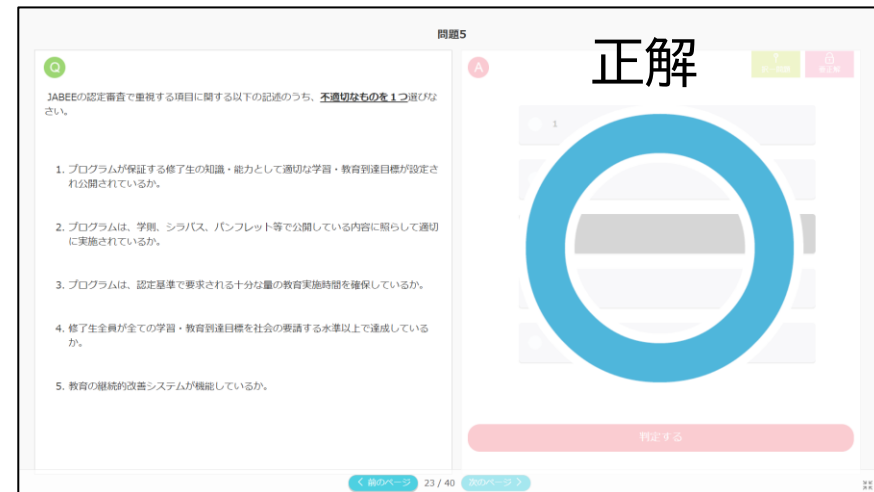 問題5
Q
JABEEの認定審査で重視する項目に関する以下の記述のうち、不適切なものを1つ選びな
さい。
1. プログラムが保証する修了生の知識・能力として適切な学習・教育到達目標が設定さ
れ公開されているか。
2. プログラムは、学則、シラバス、パンフレット等で公開している内容に照らして適切
に実施されているか。
3. プログラムは、認定基準で要求される十分な量の教育実施時間を確保しているか。
4. 修了生全員が全ての学習・教育到達目標を社会の要請する水準以上で達成している
か。
5. 教育の継続的改善システムが機能しているか。
A
正解
1
判定する
く 前のページ
23 / 40
次のページ >